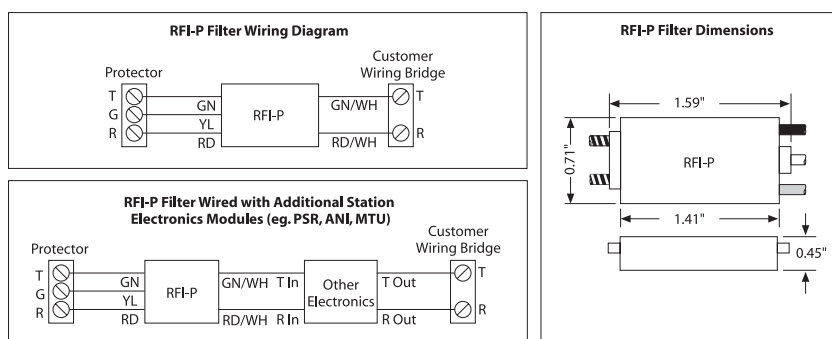 RFI-P Filter Wiring Diagram
Protector
Customer
Wiring Bridge
T
G
R
GN
YL
RD
RFI-P
GN/WH
RD/WH
T
R
RFI-P Filter Wired with Additional Station
Electronics Modules (eg. PSR, ANI, MTU)
Protector
Customer
Wiring Bridge
T
G
R
GN
YL
RD
RFI-P
GN/WH
RD/WH
T In
R In
Other
Electronics
T Out
R Out
T
R
RFI-P Filter Dimensions
1.59"
0.71"
RFI-P
1.41"
0.45"